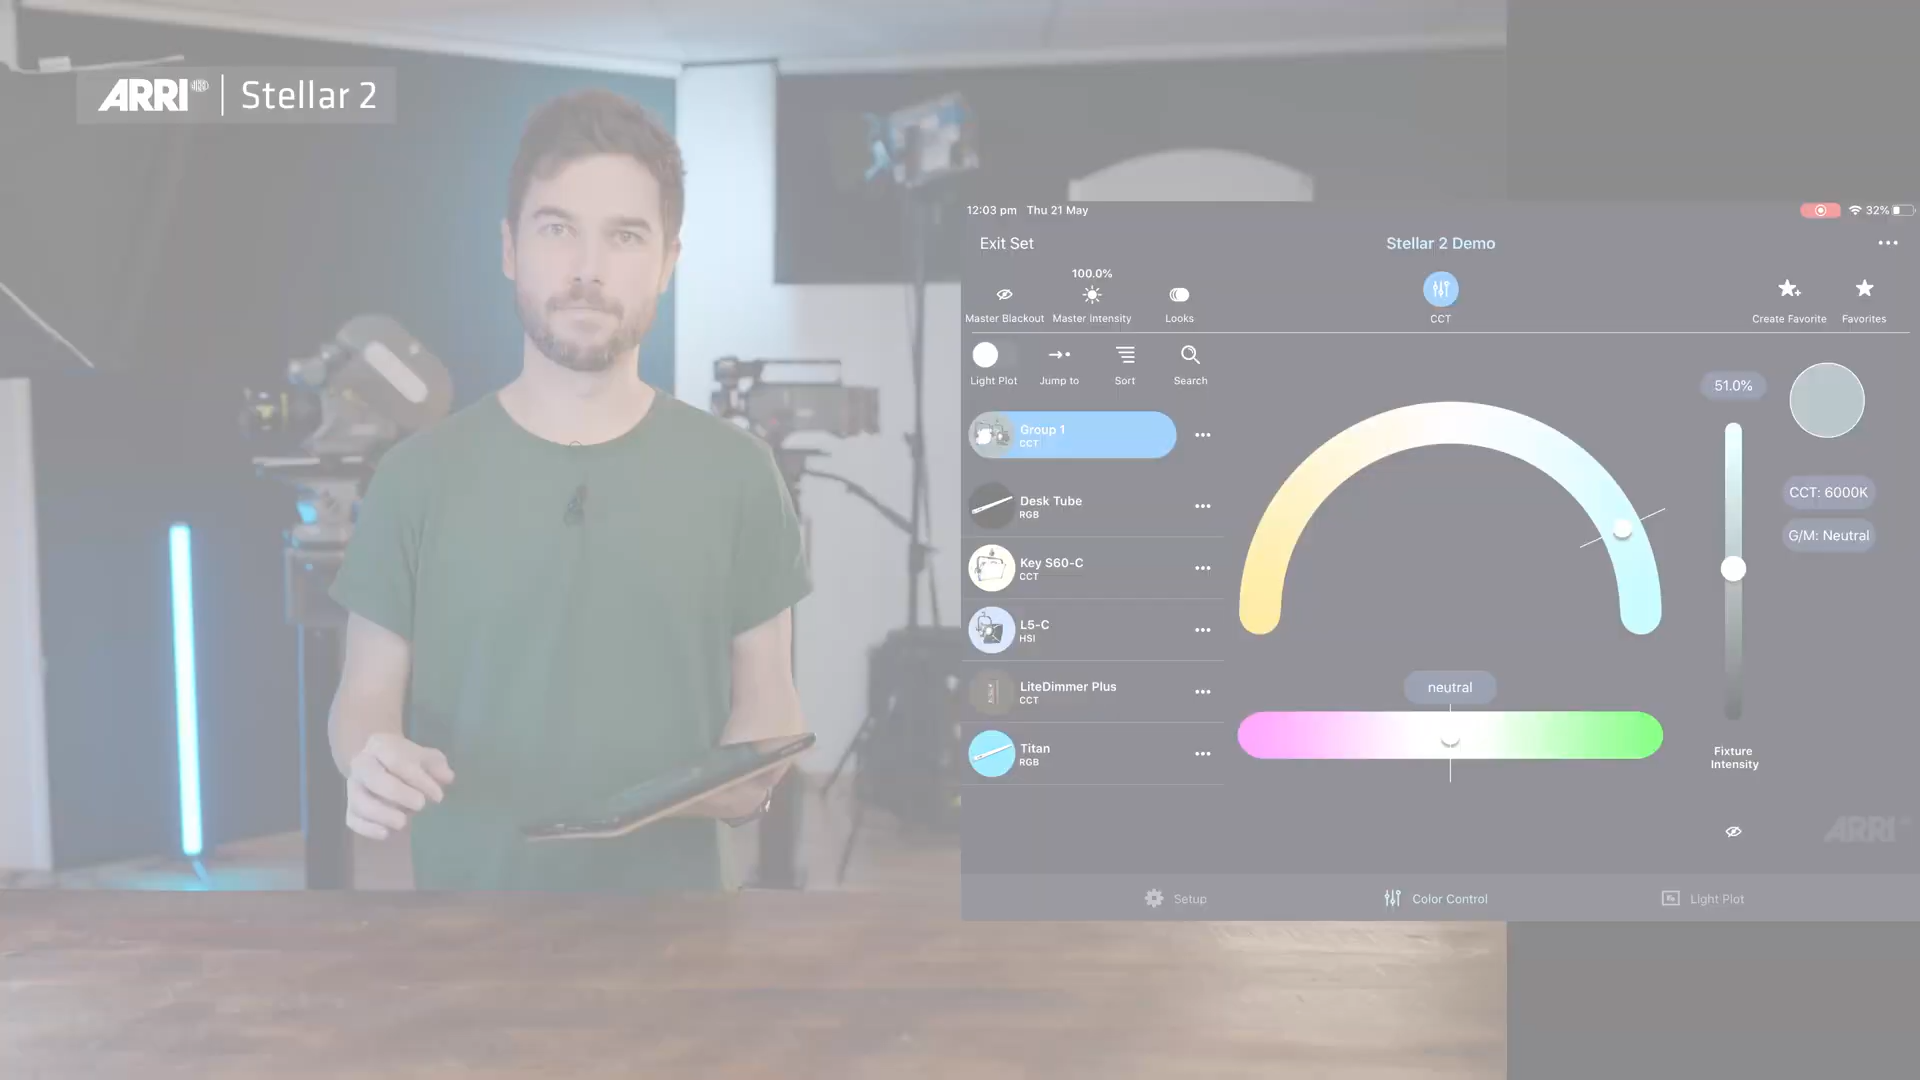 ARRI | Stellar 2
12:03 pm Thu 21 May
32%
Exit Set
Stellar 2 Demo
100.0%
Master Blackout
Master Intensity
Looks
CCT
Create Favorite
Favorites
Light Plot
Jump to
Sort
Search
Group 1
CCT
Desk Tube
RGB
Key S60-C
CCT
L5-C
HSI
LiteDimmer Plus
CCT
Titan
RGB
51.0%
CCT: 6000K
G/M: Neutral
neutral
Fixture
Intensity
ARRI
Setup
Color Control
Light Plot